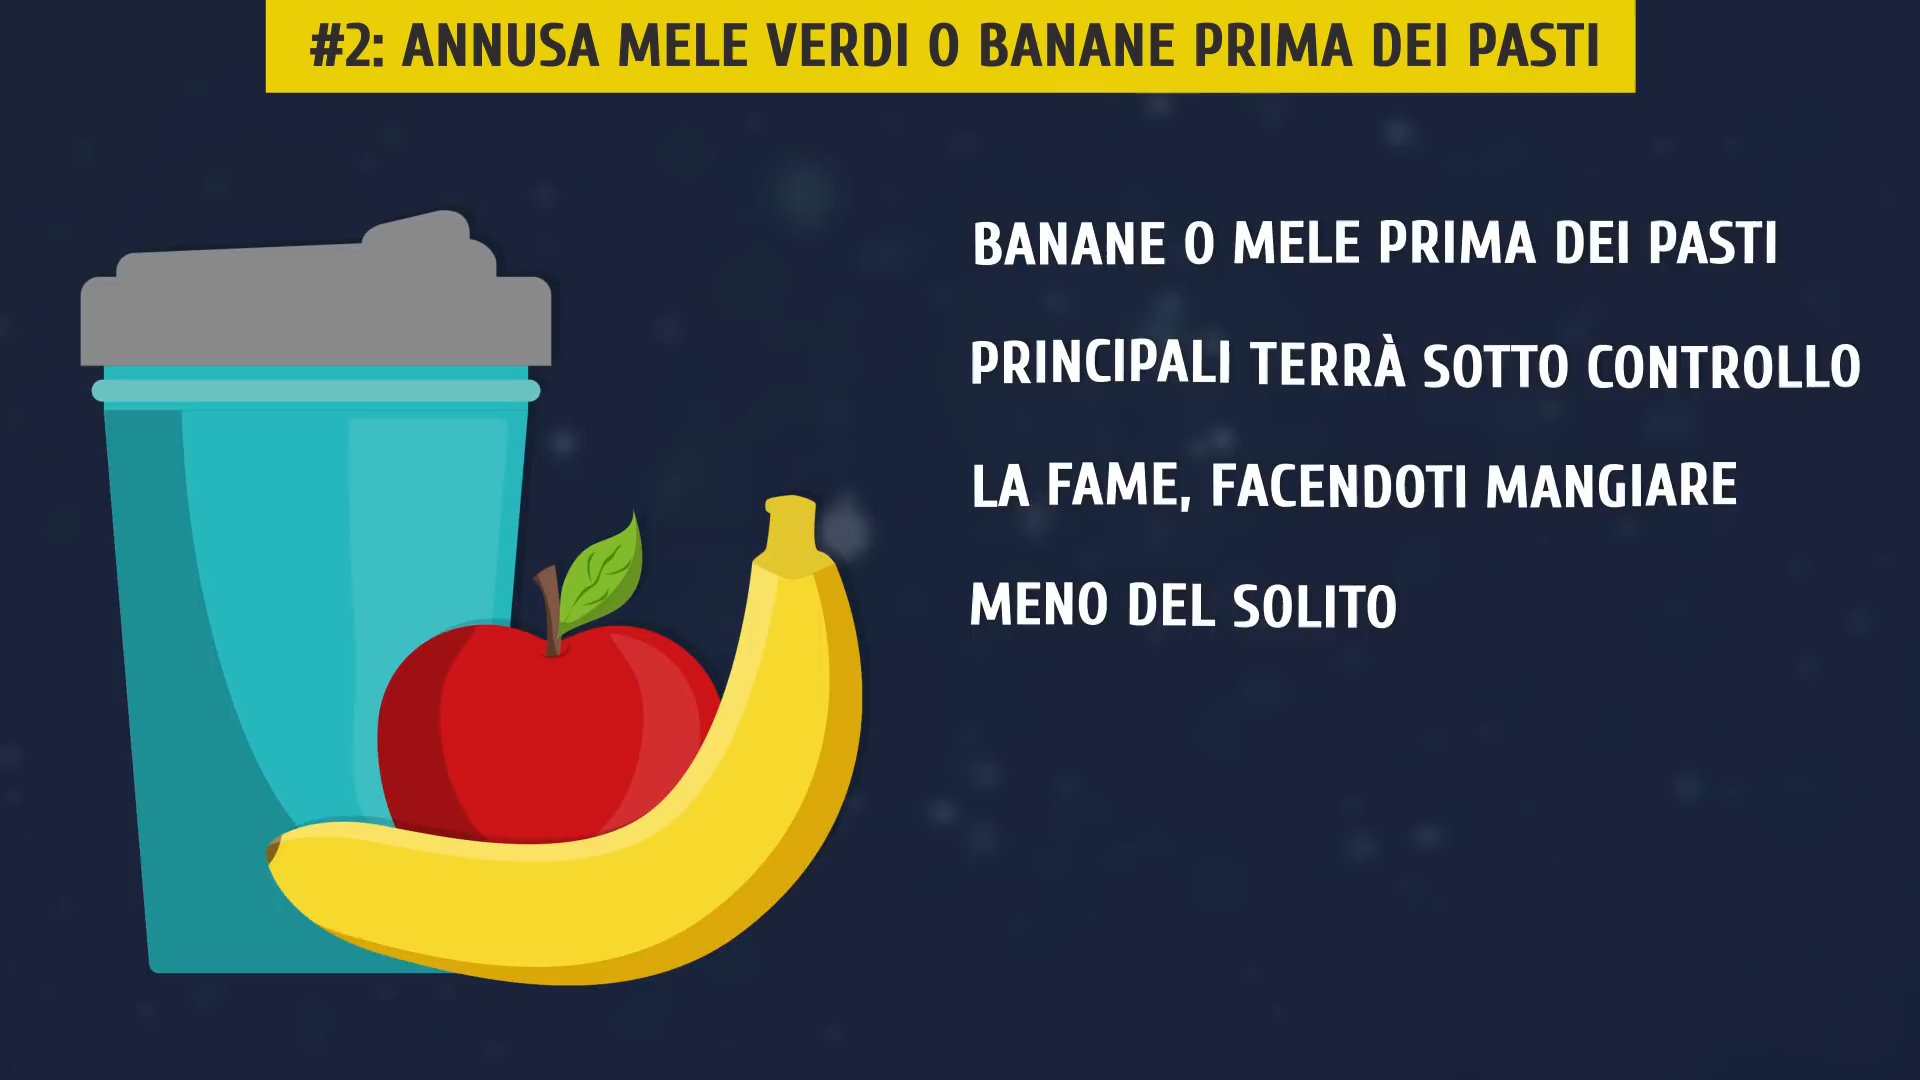 #2: ANNUSA MELE VERDI O BANANE PRIMA DEI PASTI
BANANE O MELE PRIMA DEI PASTI
PRINCIPALI TERRÀ SOTTO CONTROLLO
LA FAME, FACENDOTI MANGIARE
MENO DEL SOLITO